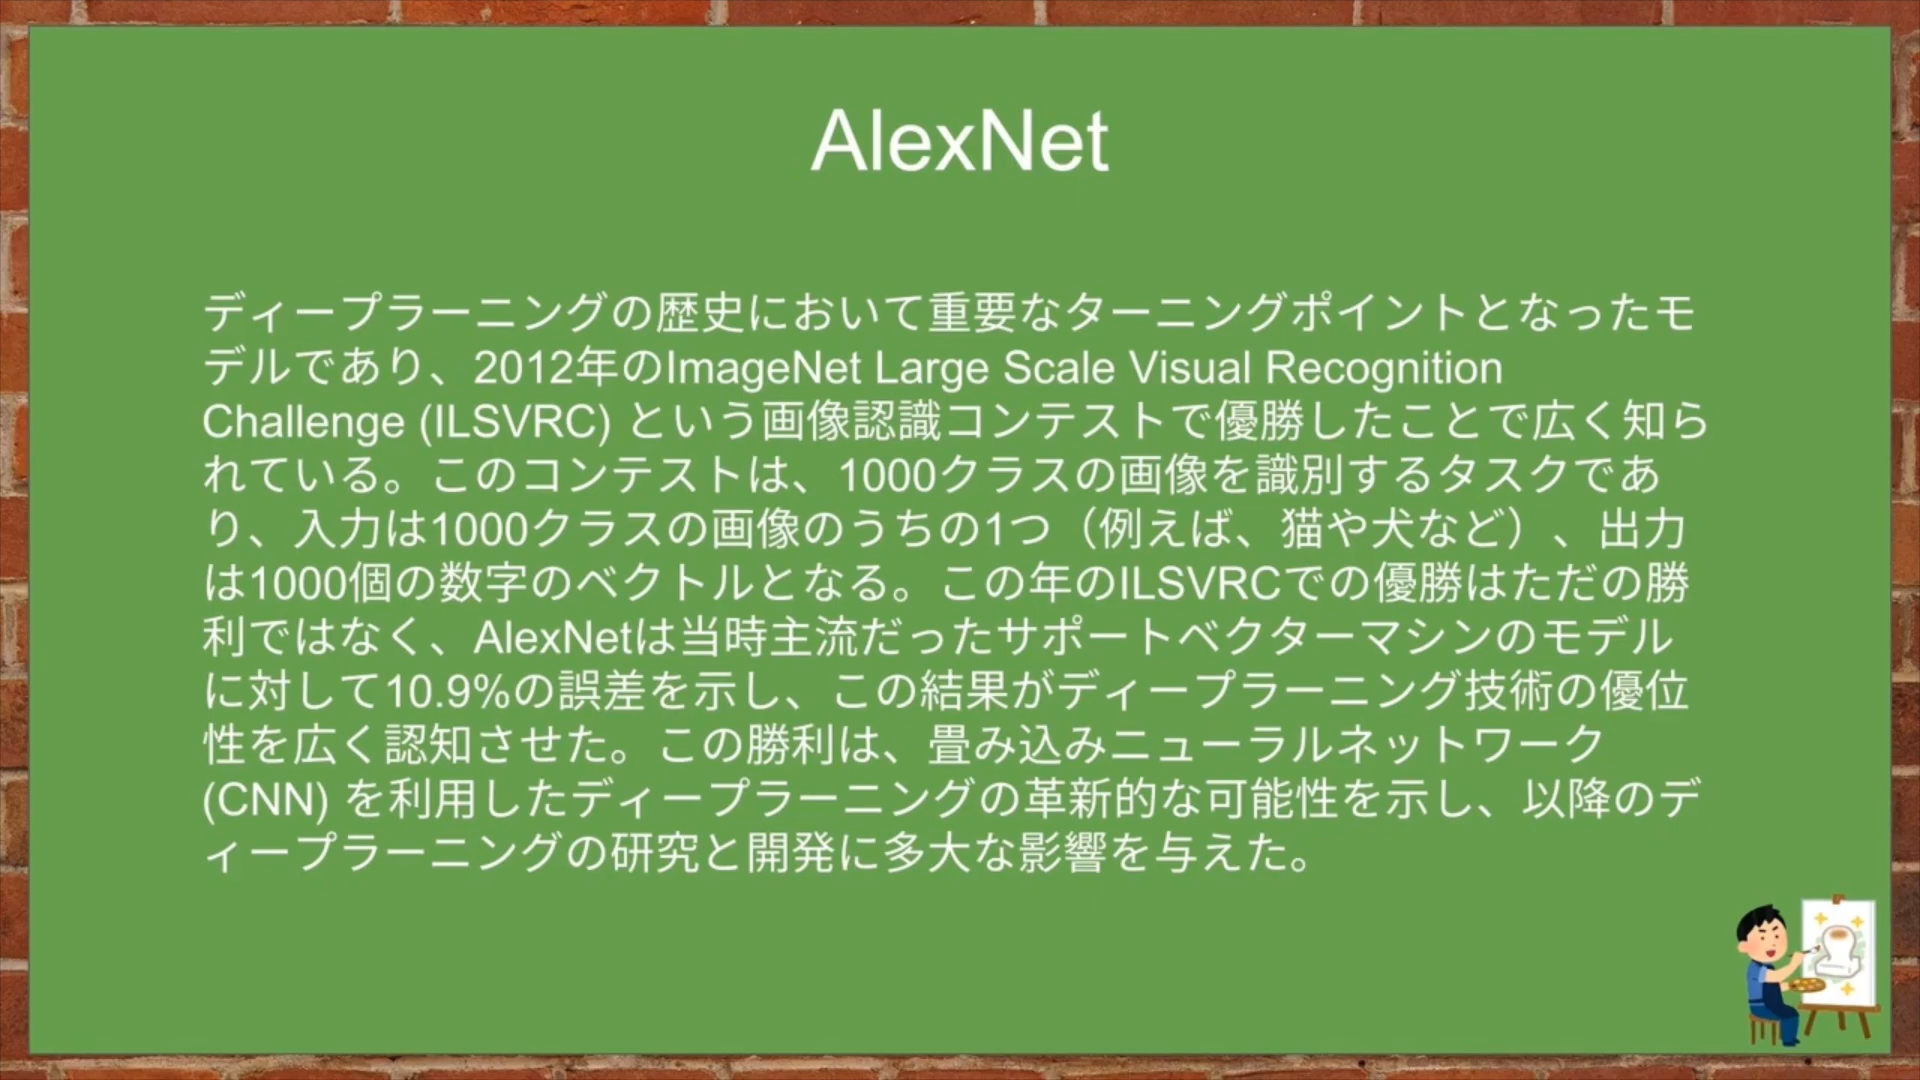 AlexNet
ディープラーニングの歴史において重要なターニングポイントとなったモ
デルであり、2012年のImageNet Large Scale Visual Recognition
Challenge (ILSVRC) という画像認識コンテストで優勝したことで広く知ら
れている。このコンテストは、1000クラスの画像を識別するタスクであ
り、入力は1000クラスの画像のうちの1つ（例えば、猫や犬など）、出力
は1000個の数字のベクトルとなる。この年のILSVRCでの優勝はただの勝
利ではなく、AlexNetは当時主流だったサポートベクターマシンのモデル
に対して10.9%の誤差を示し、この結果がディープラーニング技術の優位
性を広く認知させた。この勝利は、畳み込みニューラルネットワーク
(CNN) を利用したディープラーニングの革新的な可能性を示し、以降のデ
ィープラーニングの研究と開発に多大な影響を与えた。